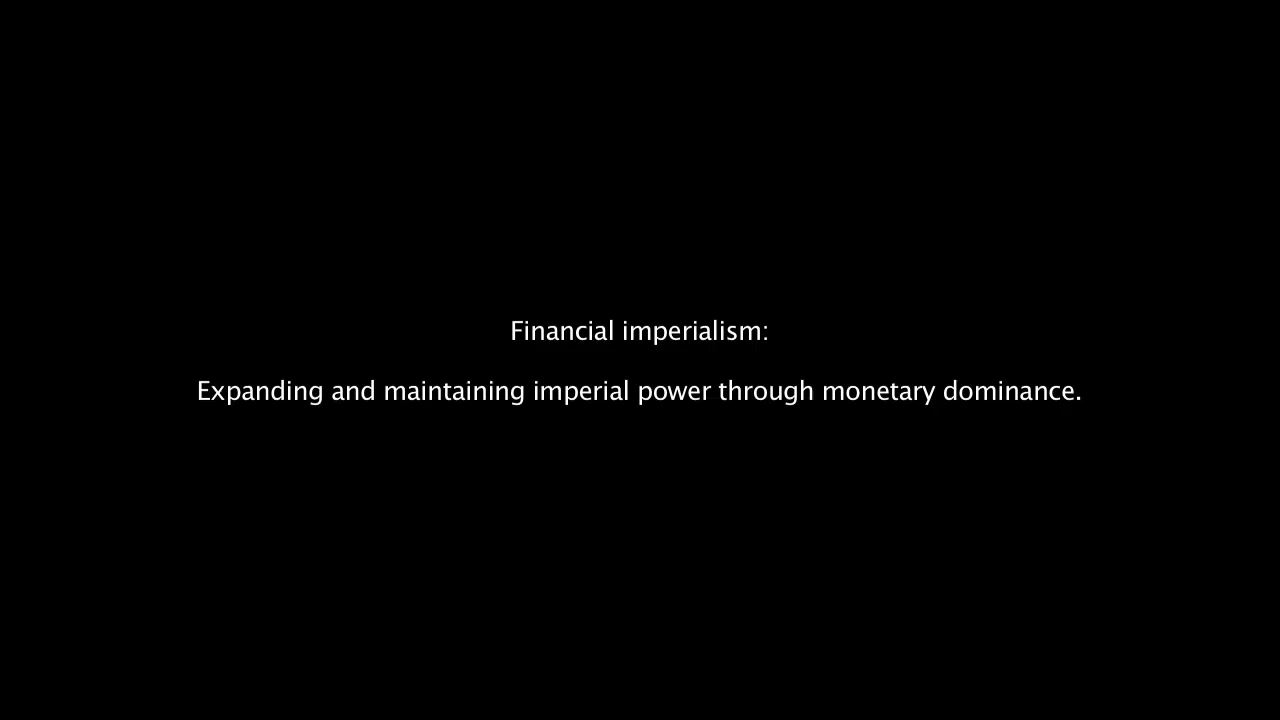 Financial imperialism:
Expanding and maintaining imperial power through monetary dominance.